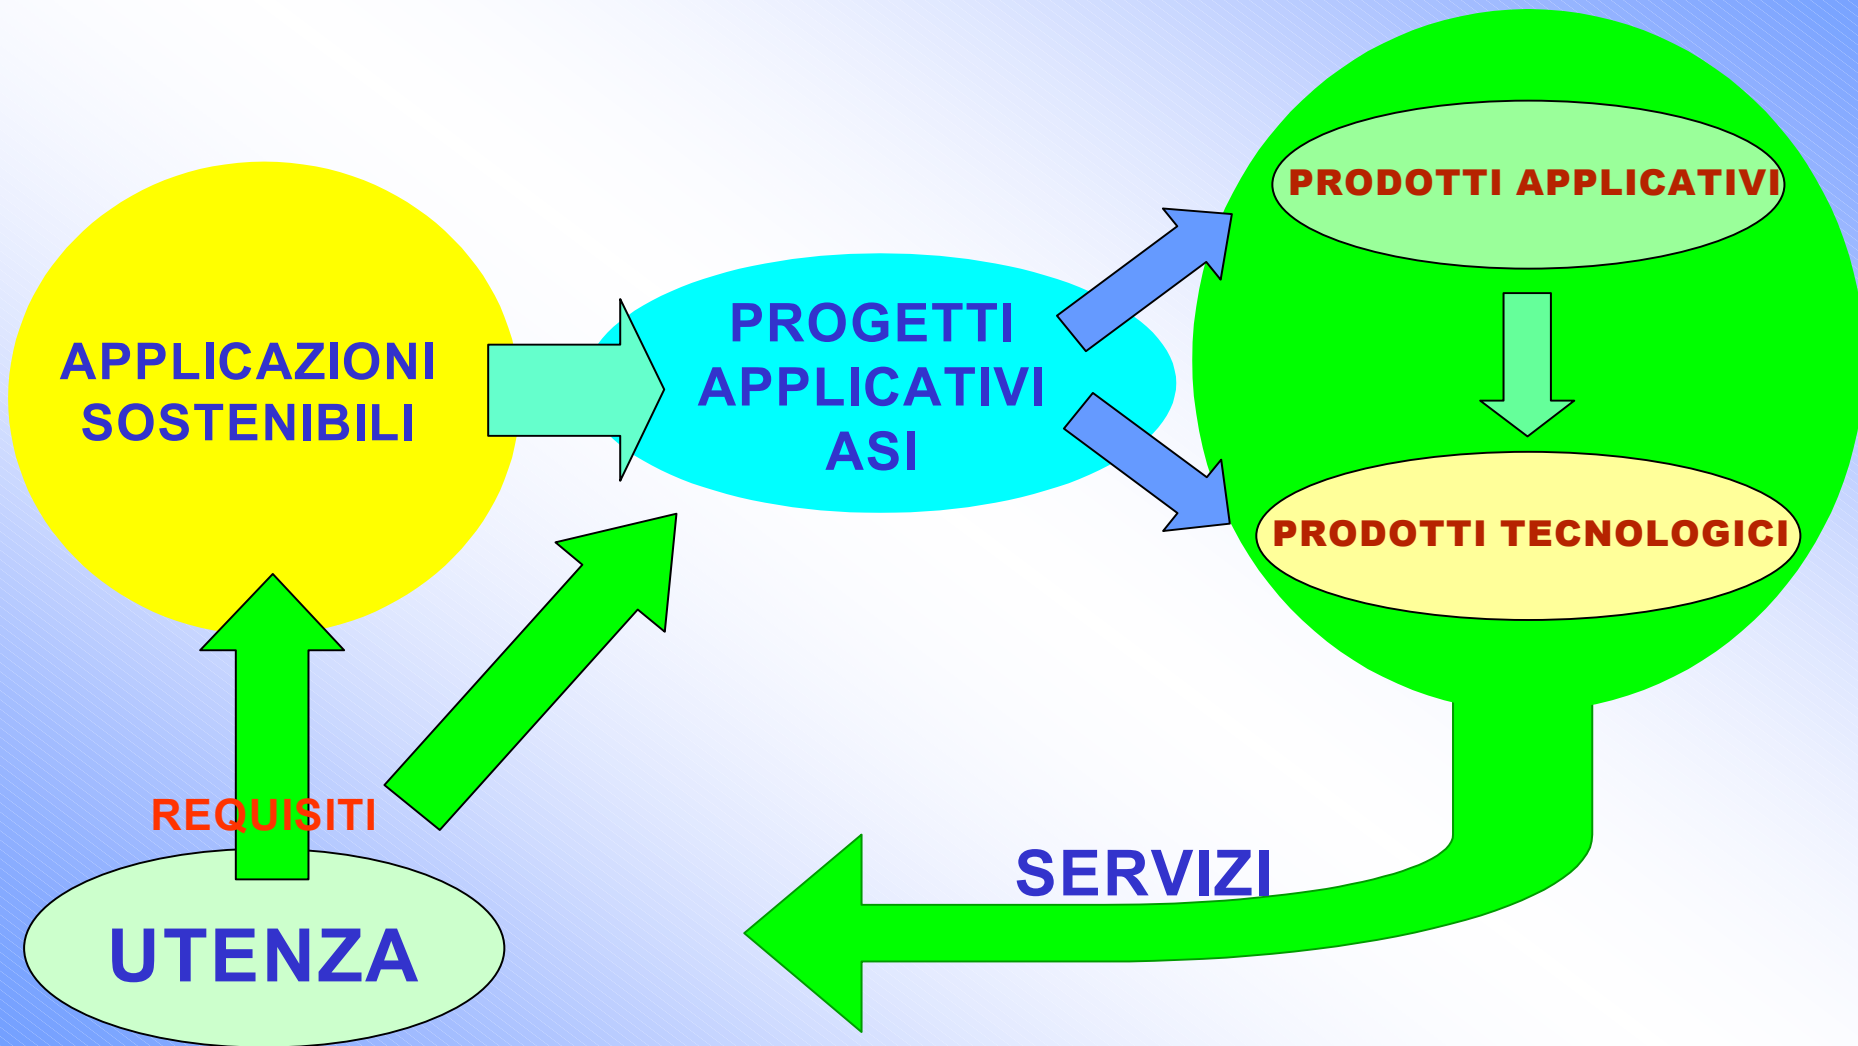 APPLICAZIONI
SOSTENIBILI
PROGETTI
APPLICATIVI
ASI
PRODOTTI APPLICATIVI
PRODOTTI TECNOLOGICI
REQUISITI
UTENZA
SERVIZI